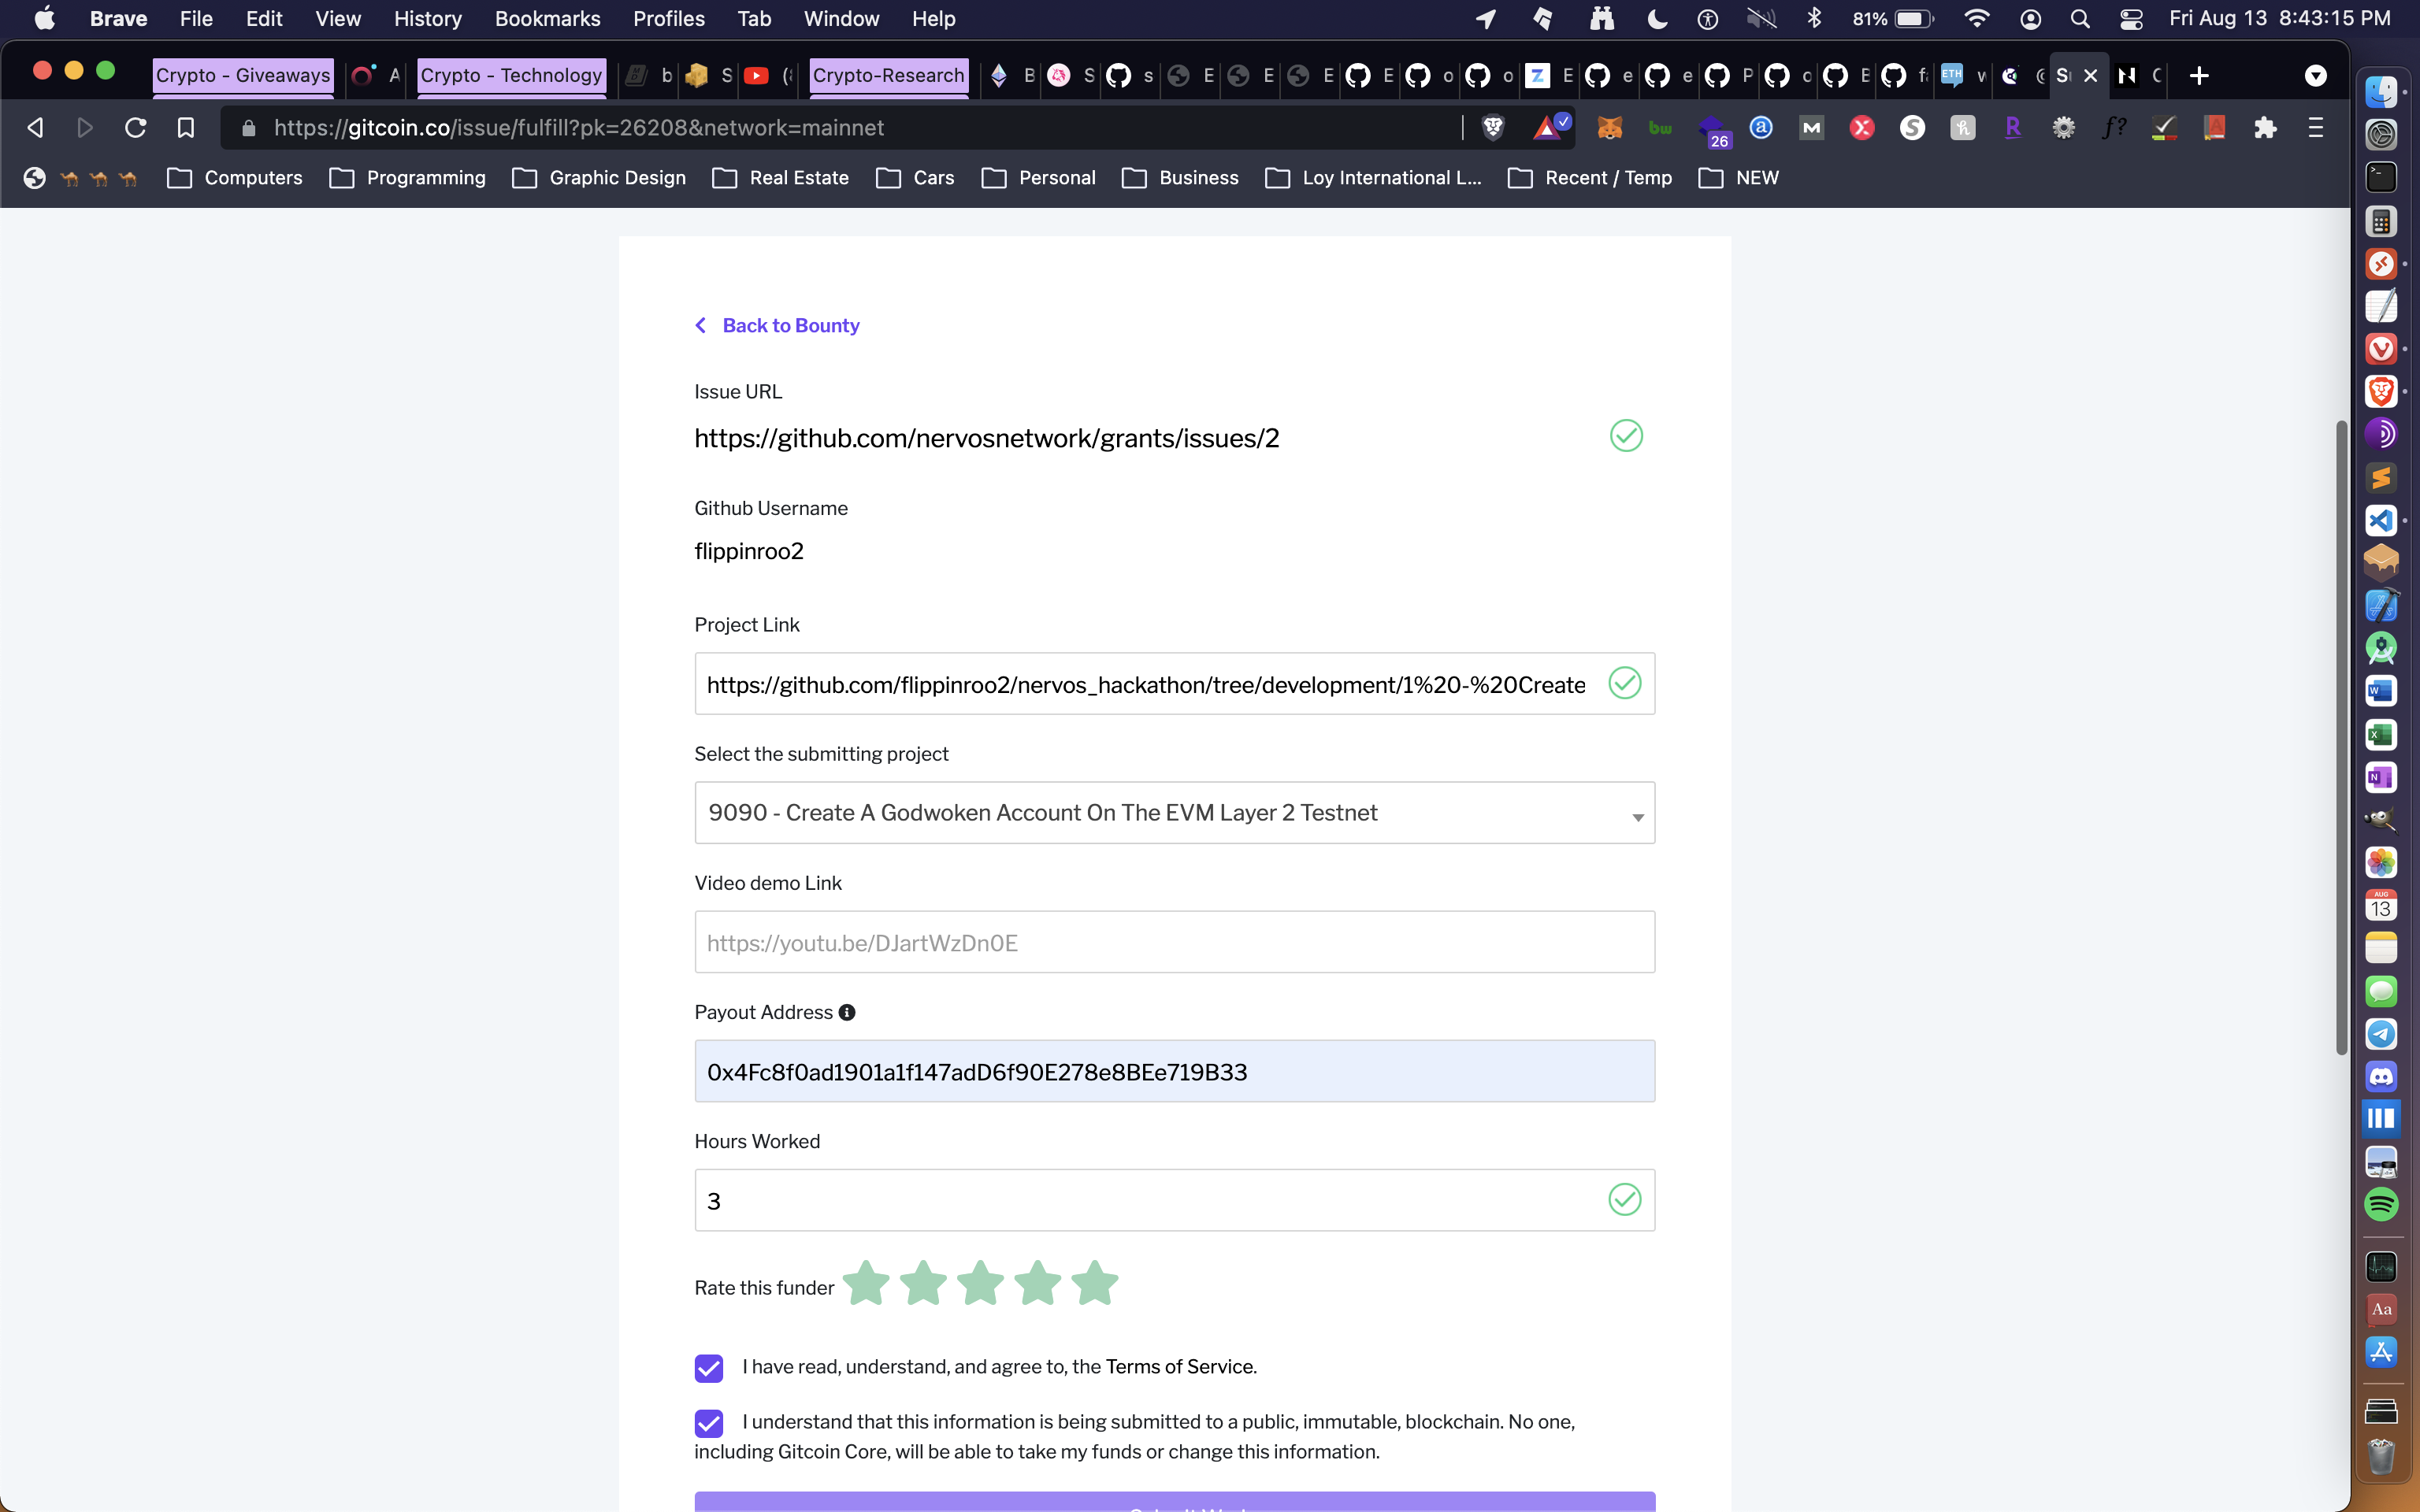 Brave File Edit View History Bookmarks Profiles Tab Window Help 81% Fri Aug 13 8:43:15 PM
Crypto - Giveaways A Crypto - Technology b S Crypto-Research B S s E E E E o o E e e P o E f ETH
https://gitcoin.co/issue/fulfill?pk=26208&network=mainnet bw 26
Computers Programming Graphic Design Real Estate Cars Personal Business Loy International L... Recent / Temp NEW
Back to Bounty
Issue URL
https://github.com/nervosnetwork/grants/issues/2
Github Username
flippinroo2
Project Link
https://github.com/flippinroo2/nervos_hackathon/tree/development/1%20-%20Create
Select the submitting project
9090 - Create A Godwoken Account On The EVM Layer 2 Testnet
Video demo Link
https://youtu.be/DJartWzDn0E
Payout Address
0x4Fc8f0ad1901a1f147adD6f90E278e8BEe719B33
Hours Worked
3
Rate this funder
I have read, understand, and agree to, the Terms of Service.
I understand that this information is being submitted to a public, immutable, blockchain. No one,
including Gitcoin Core, will be able to take my funds or change this information.
AUG
13
Aa